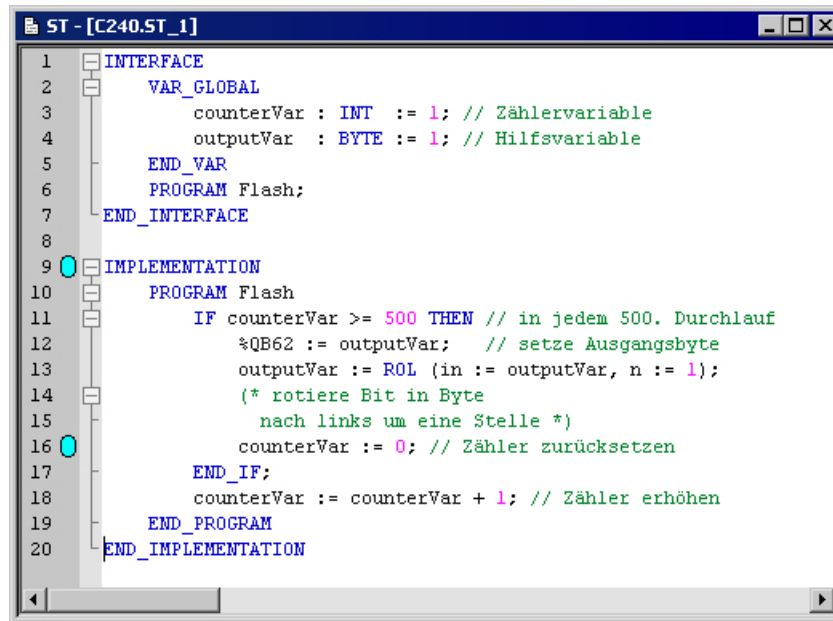 ST - [C240.ST_1]
1 INTERFACE
2     VAR_GLOBAL
3         counterVar : INT  := 1; // Zählervariable
4         outputVar  : BYTE := 1; // Hilfsvariable
5     END_VAR
6     PROGRAM Flash;
7 END_INTERFACE
8
9 IMPLEMENTATION
10     PROGRAM Flash
11         IF counterVar >= 500 THEN // in jedem 500. Durchlauf
12             %QB62 := outputVar;   // setze Ausgangsbyte
13             outputVar := ROL (in := outputVar, n := 1);
14             (* rotiere Bit in Byte
15               nach links um eine Stelle *)
16             counterVar := 0; // Zähler zurücksetzen
17         END_IF;
18         counterVar := counterVar + 1; // Zähler erhöhen
19     END_PROGRAM
20 END_IMPLEMENTATION